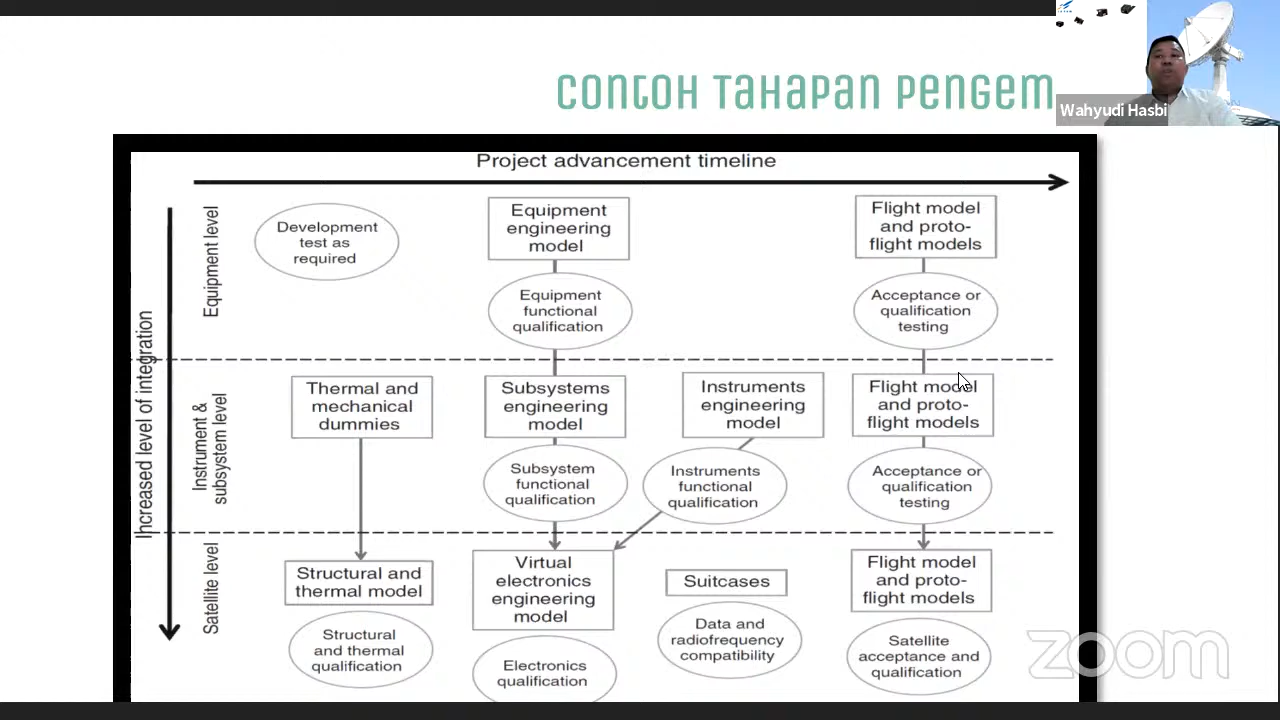 Contoh Tahapan Pengem
Wahyudi Hasbi
Project advancement timeline
Increased level of integration
Equipment level
Development
test as
required
Equipment
engineering
model
Equipment
functional
qualification
Flight model
and proto-
flight models
Acceptance or
qualification
testing
Instrument &
subsystem level
Thermal and
mechanical
dummies
Subsystems
engineering
model
Subsystem
functional
qualification
Instruments
engineering
model
Instruments
functional
qualification
Flight model
and proto-
flight models
Acceptance or
qualification
testing
Satellite level
Structural and
thermal model
Structural
and thermal
qualification
Virtual
electronics
engineering
model
Electronics
qualification
Suitcases
Data and
radiofrequency
compatibility
Flight model
and proto-
flight models
Satellite
acceptance and
qualification
zoom